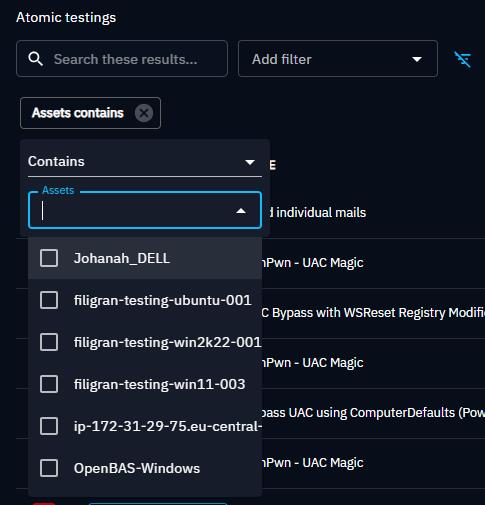 Atomic testings
Search these results...
Add filter
Assets contains
Contains
E
Assets
d individual mails
Johanah_DELL
nPwn - UAC Magic
filigran-testing-ubuntu-001
C Bypass with WSReset Registry Modifi
filigran-testing-win2k22-001
nPwn - UAC Magic
filigran-testing-win11-003
pass UAC using ComputerDefaults (Pow
ip-172-31-29-75.eu-central-
nPwn - UAC Magic
OpenBAS-Windows